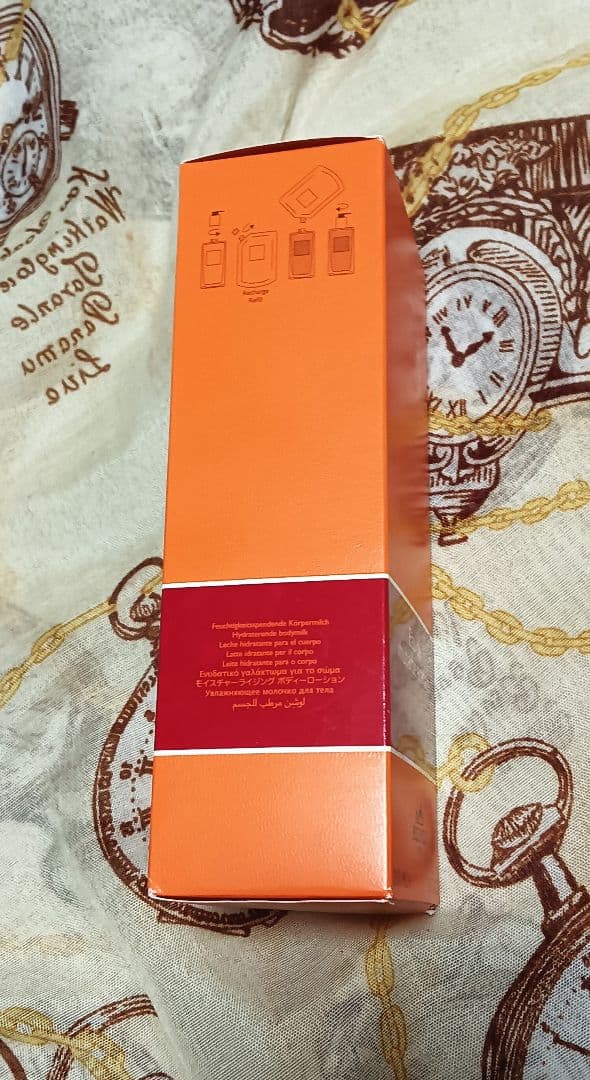 Recharge
Refill
Feuchtigkeitsspendende Körpermilch
Hydraterende bodymilk
Leche hidratante para el cuerpo
Latte idratante per il corpo
Leite hidratante para o corpo
Ενυδατικό γαλάκτωμα για το σώμα
モイスチャーライジング ボディーローション
Увлажняющее молочко для тела
لوشن مرطب للجسم
XII